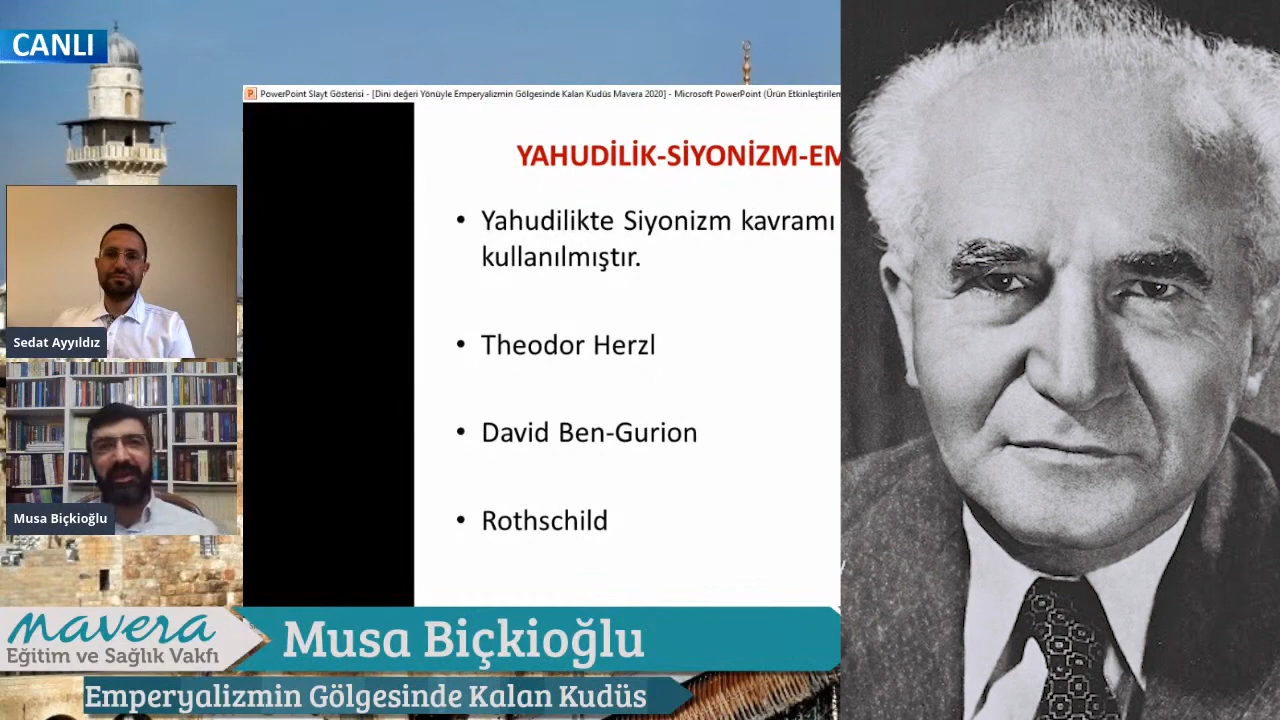 CANLI
PowerPoint Slayt Gösterisi - [Dini değeri Yönüyle Emperyalizmin Gölgesinde Kalan Kudüs Mavera 2020] - Microsoft PowerPoint (Ürün Etkinleştirilem
YAHUDİLİK-SİYONİZM-EM
• Yahudilikte Siyonizm kavramı
kullanılmıştır.
• Theodor Herzl
• David Ben-Gurion
• Rothschild
Sedat Ayyıldız
Musa Biçkioğlu
mavera
Eğitim ve Sağlık Vakfı
Musa Biçkioğlu
Emperyalizmin Gölgesinde Kalan Kudüs